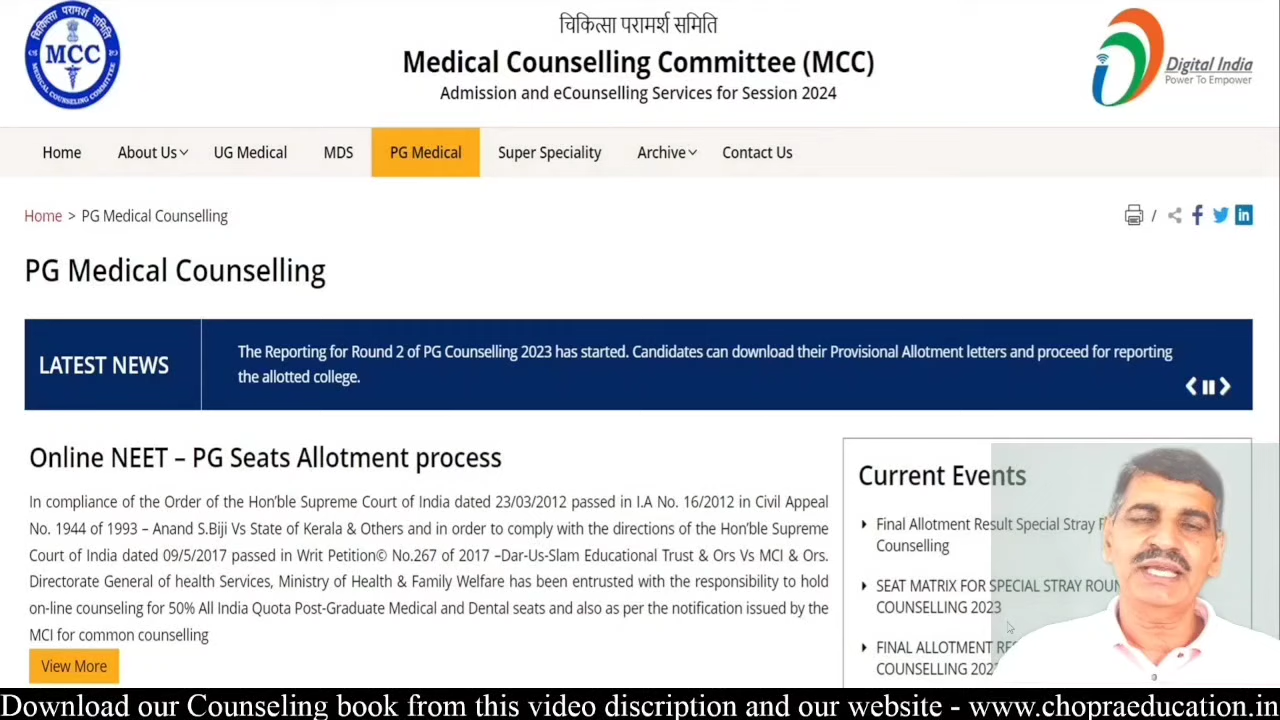 चिकित्सा परामर्श समिति
चिकित्सा परामर्श समिति
MCC
MEDICAL COUNSELLING COMMITTEE
Medical Counselling Committee (MCC)
Admission and eCounselling Services for Session 2024
Digital India
Power To Empower
Home About Us UG Medical MDS PG Medical Super Speciality Archive Contact Us
Home > PG Medical Counselling
PG Medical Counselling
LATEST NEWS
The Reporting for Round 2 of PG Counselling 2023 has started. Candidates can download their Provisional Allotment letters and proceed for reporting
the allotted college.
Online NEET – PG Seats Allotment process
In compliance of the Order of the Hon'ble Supreme Court of India dated 23/03/2012 passed in I.A No. 16/2012 in Civil Appeal
No. 1944 of 1993 – Anand S.Biji Vs State of Kerala & Others and in order to comply with the directions of the Hon'ble Supreme
Court of India dated 09/5/2017 passed in Writ Petition© No.267 of 2017 –Dar-Us-Slam Educational Trust & Ors Vs MCI & Ors.
Directorate General of health Services, Ministry of Health & Family Welfare has been entrusted with the responsibility to hold
on-line counseling for 50% All India Quota Post-Graduate Medical and Dental seats and also as per the notification issued by the
MCI for common counselling
View More
Current Events
Final Allotment Result Special Stray
Counselling
SEAT MATRIX FOR SPECIAL STRAY
COUNSELLING 2023
FINAL ALLOTMENT
COUNSELLING
Download our Counseling book from this video discription and our website - www.chopraeducation.in